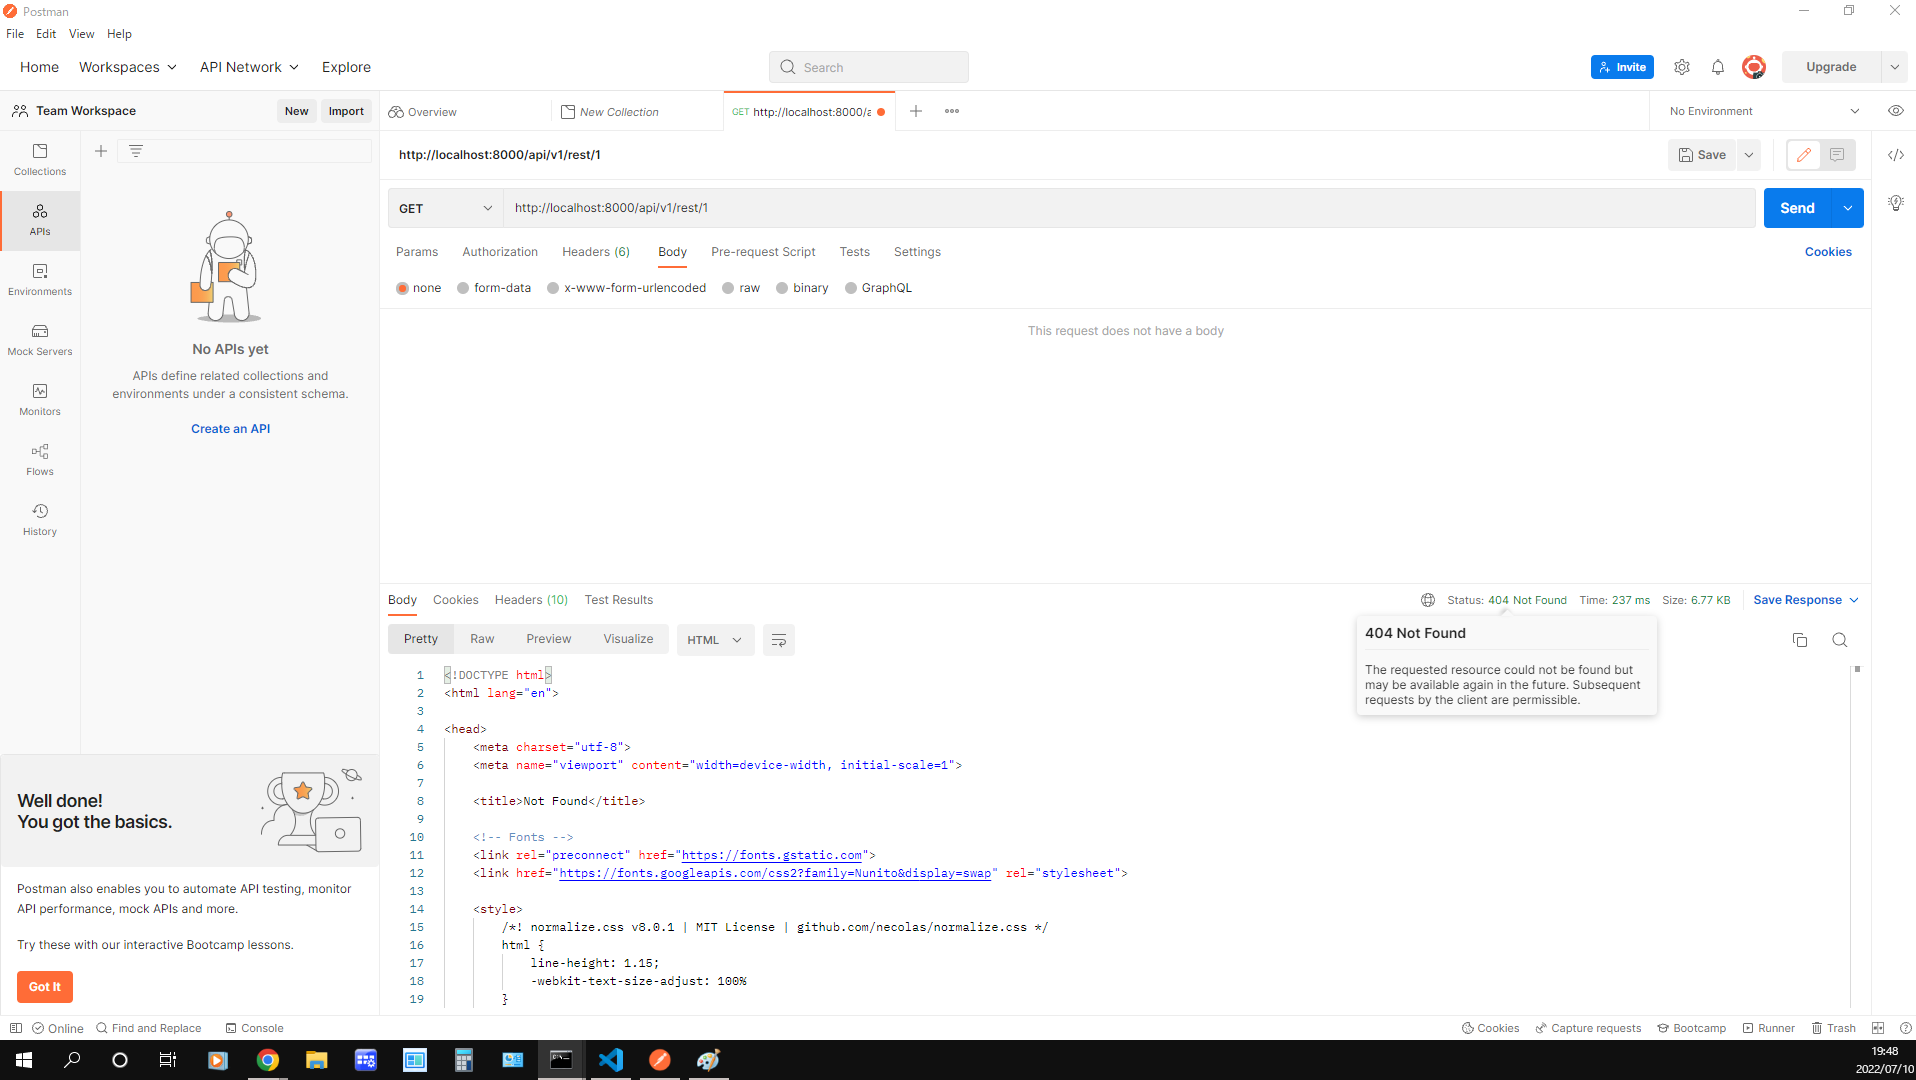 Postman
File Edit View Help
Home Workspaces API Network Explore
Search
Invite
Upgrade
Team Workspace
New Import
Overview
New Collection
GET http://localhost:8000/a
No Environment
http://localhost:8000/api/v1/rest/1
Save
GET
http://localhost:8000/api/v1/rest/1
Send
Params Authorization Headers (6) Body Pre-request Script Tests Settings
Cookies
none form-data x-www-form-urlencoded raw binary GraphQL
This request does not have a body
Collections
APIs
Environments
Mock Servers
Monitors
Flows
History
No APIs yet
APIs define related collections and
environments under a consistent schema.
Create an API
Well done!
You got the basics.
Postman also enables you to automate API testing, monitor
API performance, mock APIs and more.
Try these with our interactive Bootcamp lessons.
Got It
Body Cookies Headers (10) Test Results
Status: 404 Not Found Time: 237 ms Size: 6.77 KB
Save Response
404 Not Found
The requested resource could not be found but
may be available again in the future. Subsequent
requests by the client are permissible.
Pretty Raw Preview Visualize HTML
1 <!DOCTYPE html>
2 <html lang="en">
3
4 <head>
5 <meta charset="utf-8">
6 <meta name="viewport" content="width=device-width, initial-scale=1">
7
8 <title>Not Found</title>
9
10 <!-- Fonts -->
11 <link rel="preconnect" href="https://fonts.gstatic.com">
12 <link href="https://fonts.googleapis.com/css2?family=Nunito&display=swap" rel="stylesheet">
13
14 <style>
15 /*! normalize.css v8.0.1 | MIT License | github.com/necolas/normalize.css */
16 html {
17 line-height: 1.15;
18 -webkit-text-size-adjust: 100%
19 }
Online Find and Replace Console
Cookies Capture requests Bootcamp Runner Trash
19:48
2022/07/10